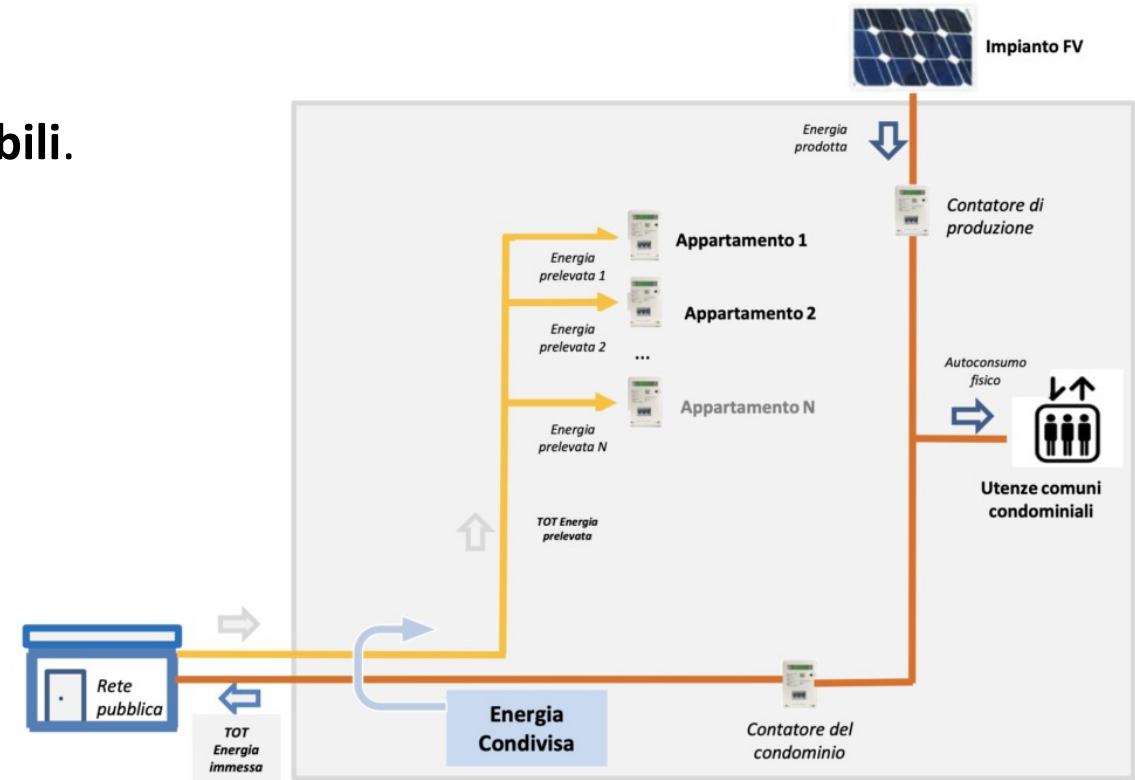 Impianto FV
bili.
Energia
prodotta
Contatore di
produzione
Appartamento 1
Energia
prelevata 1
Appartamento 2
Energia
prelevata 2
...
Appartamento N
Energia
prelevata N
Autoconsumo
fisico
Utenze comuni
condominiali
TOT Energia
prelevata
Rete
pubblica
TOT
Energia
immessa
Energia
Condivisa
Contatore del
condominio